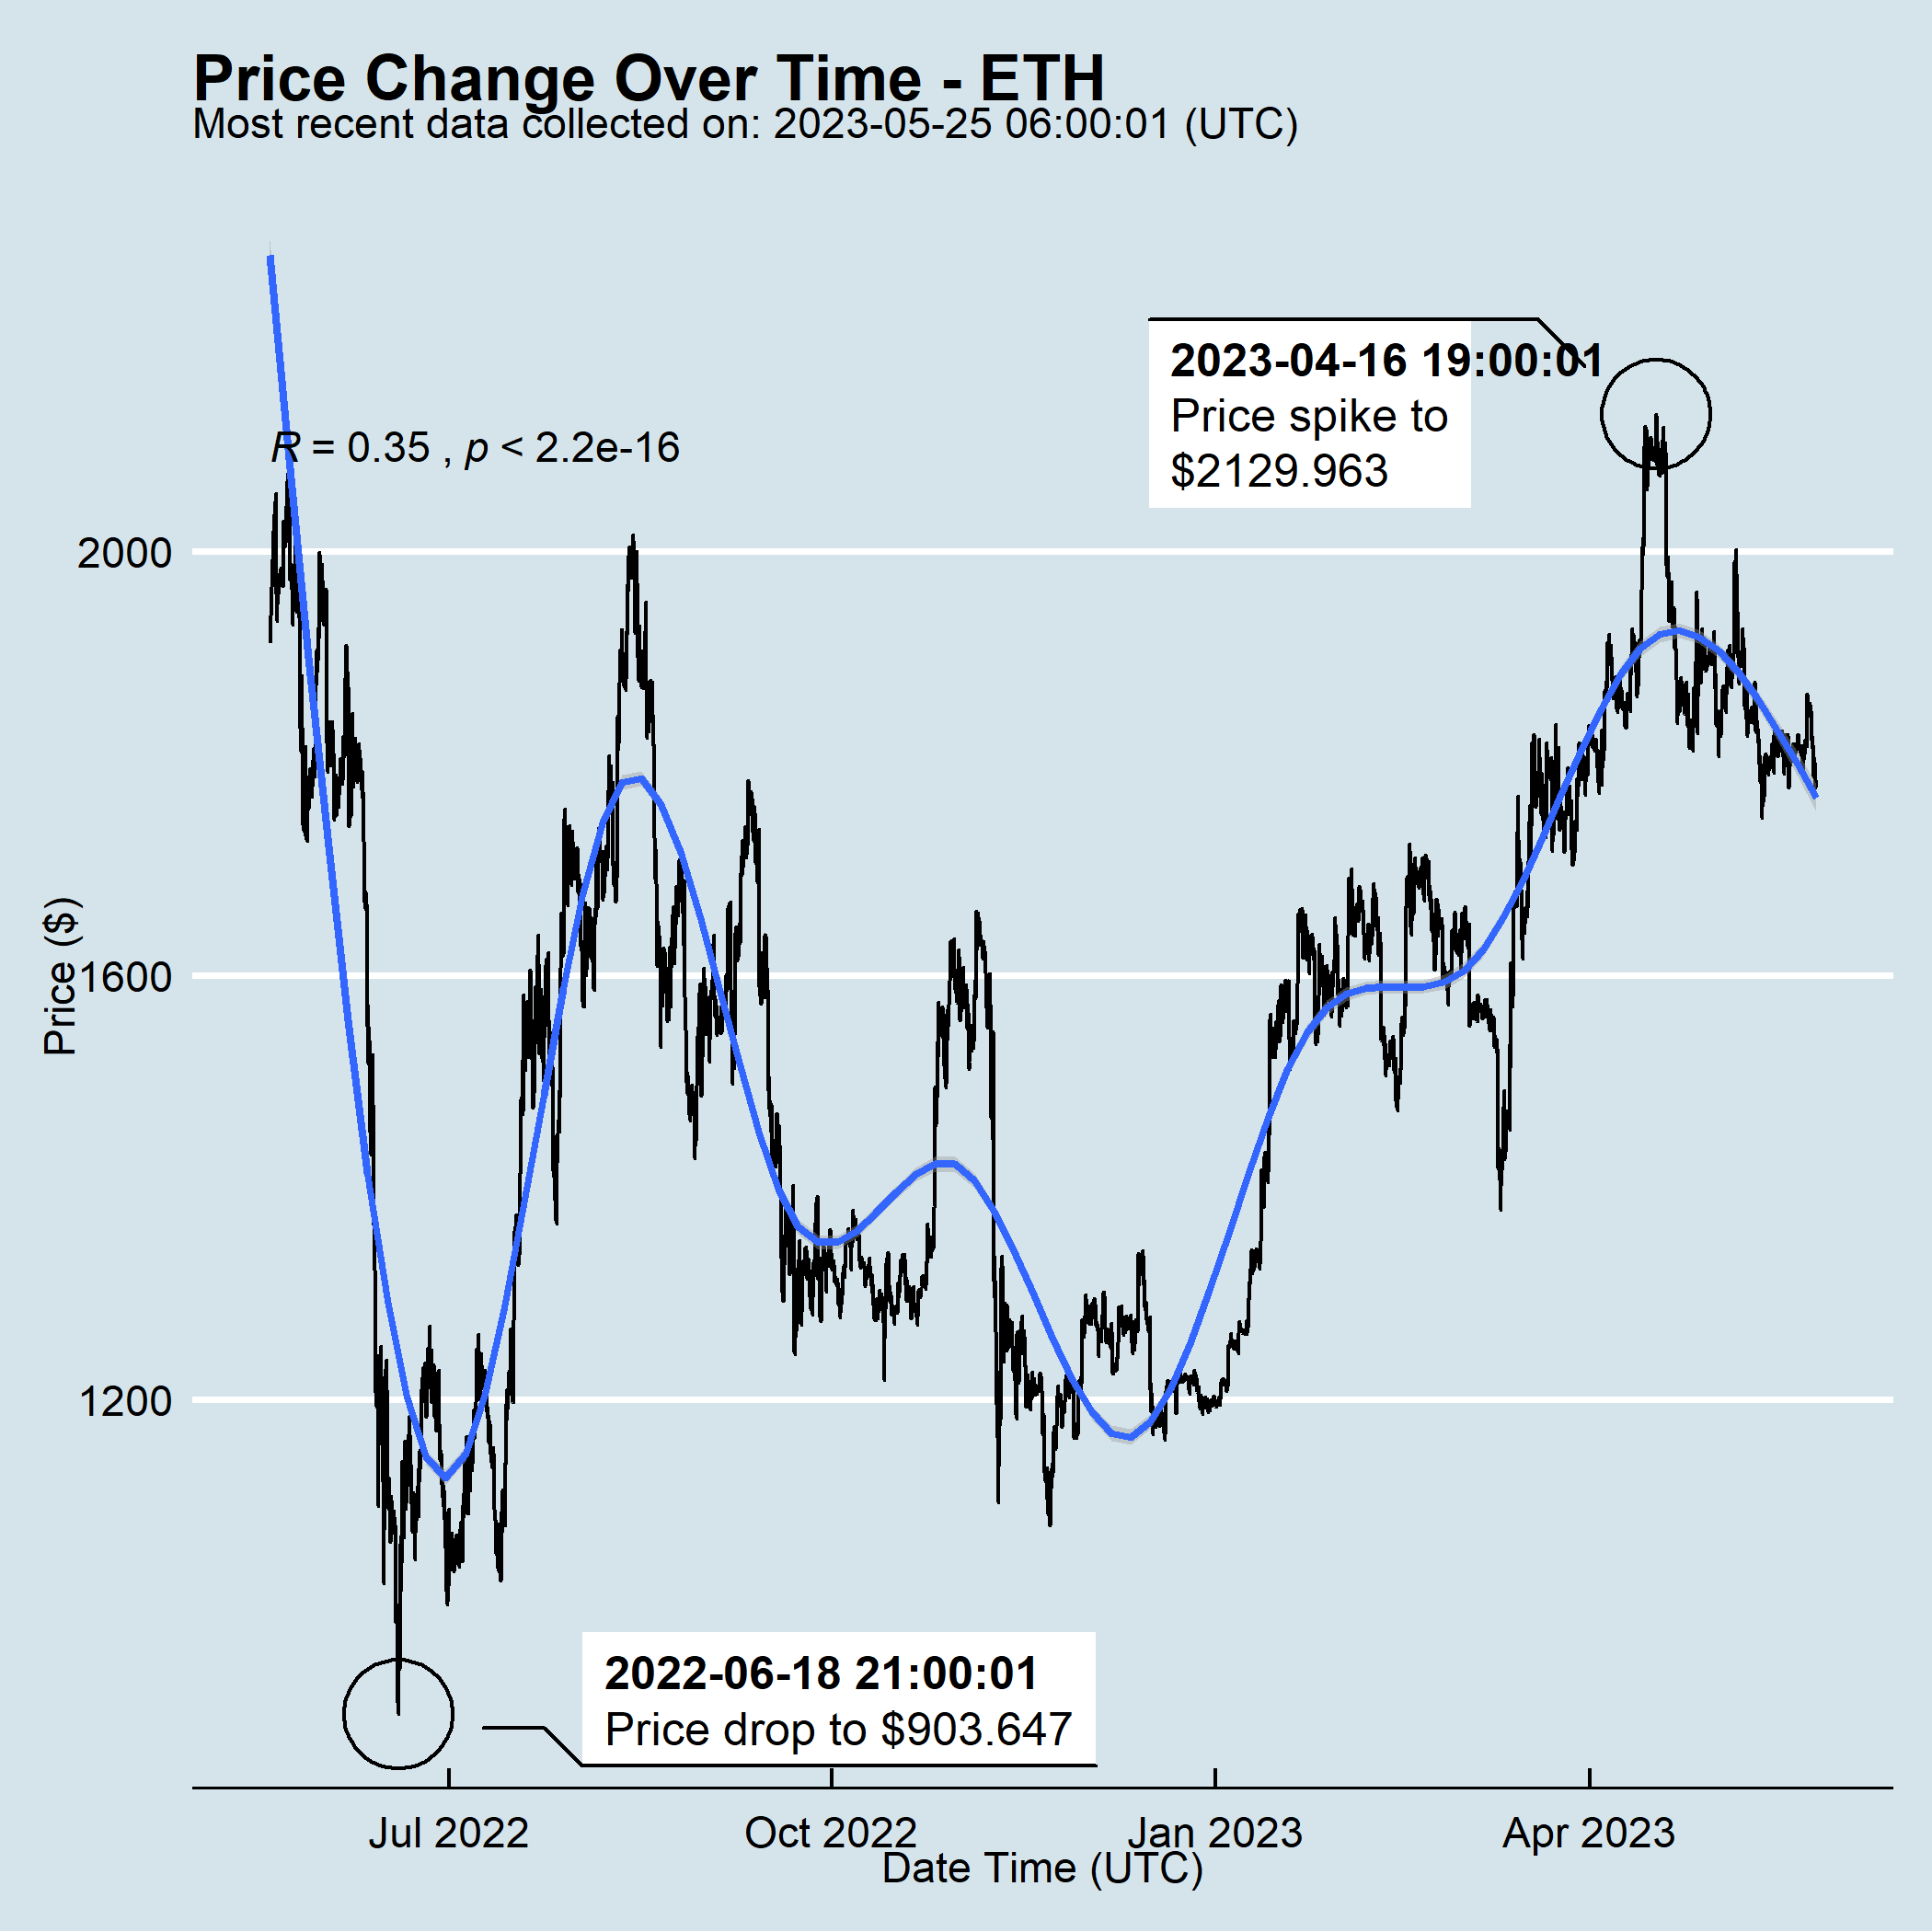 Price Change Over Time - ETH
Most recent data collected on: 2023-05-25 06:00:01 (UTC)
2023-04-16 19:00:01
Price spike to
$2129.963
R = 0.35 , p < 2.2e-16
2000
1600
1200
Price ($)
2022-06-18 21:00:01
Price drop to $903.647
Jul 2022 Oct 2022 Jan 2023 Apr 2023
Date Time (UTC)